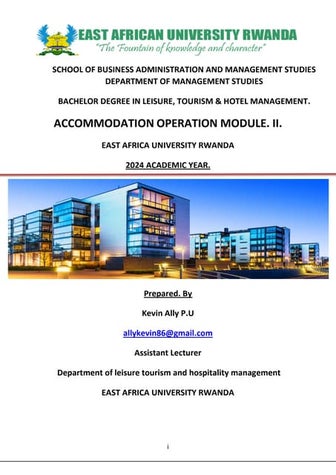 EAST AFRICAN UNIVERSITY RWANDA
"The Fountain of knowledge and character"
SCHOOL OF BUSINESS ADMINISTRATION AND MANAGEMENT STUDIES
DEPARTMENT OF MANAGEMENT STUDIES
BACHELOR DEGREE IN LEISURE, TOURISM & HOTEL MANAGEMENT.
ACCOMMODATION OPERATION MODULE. II.
EAST AFRICA UNIVERSITY RWANDA
2024 ACADEMIC YEAR.
Prepared. By
Kevin Ally P.U
allykevin86@gmail.com
Assistant Lecturer
Department of leisure tourism and hospitality management
EAST AFRICA UNIVERSITY RWANDA
i